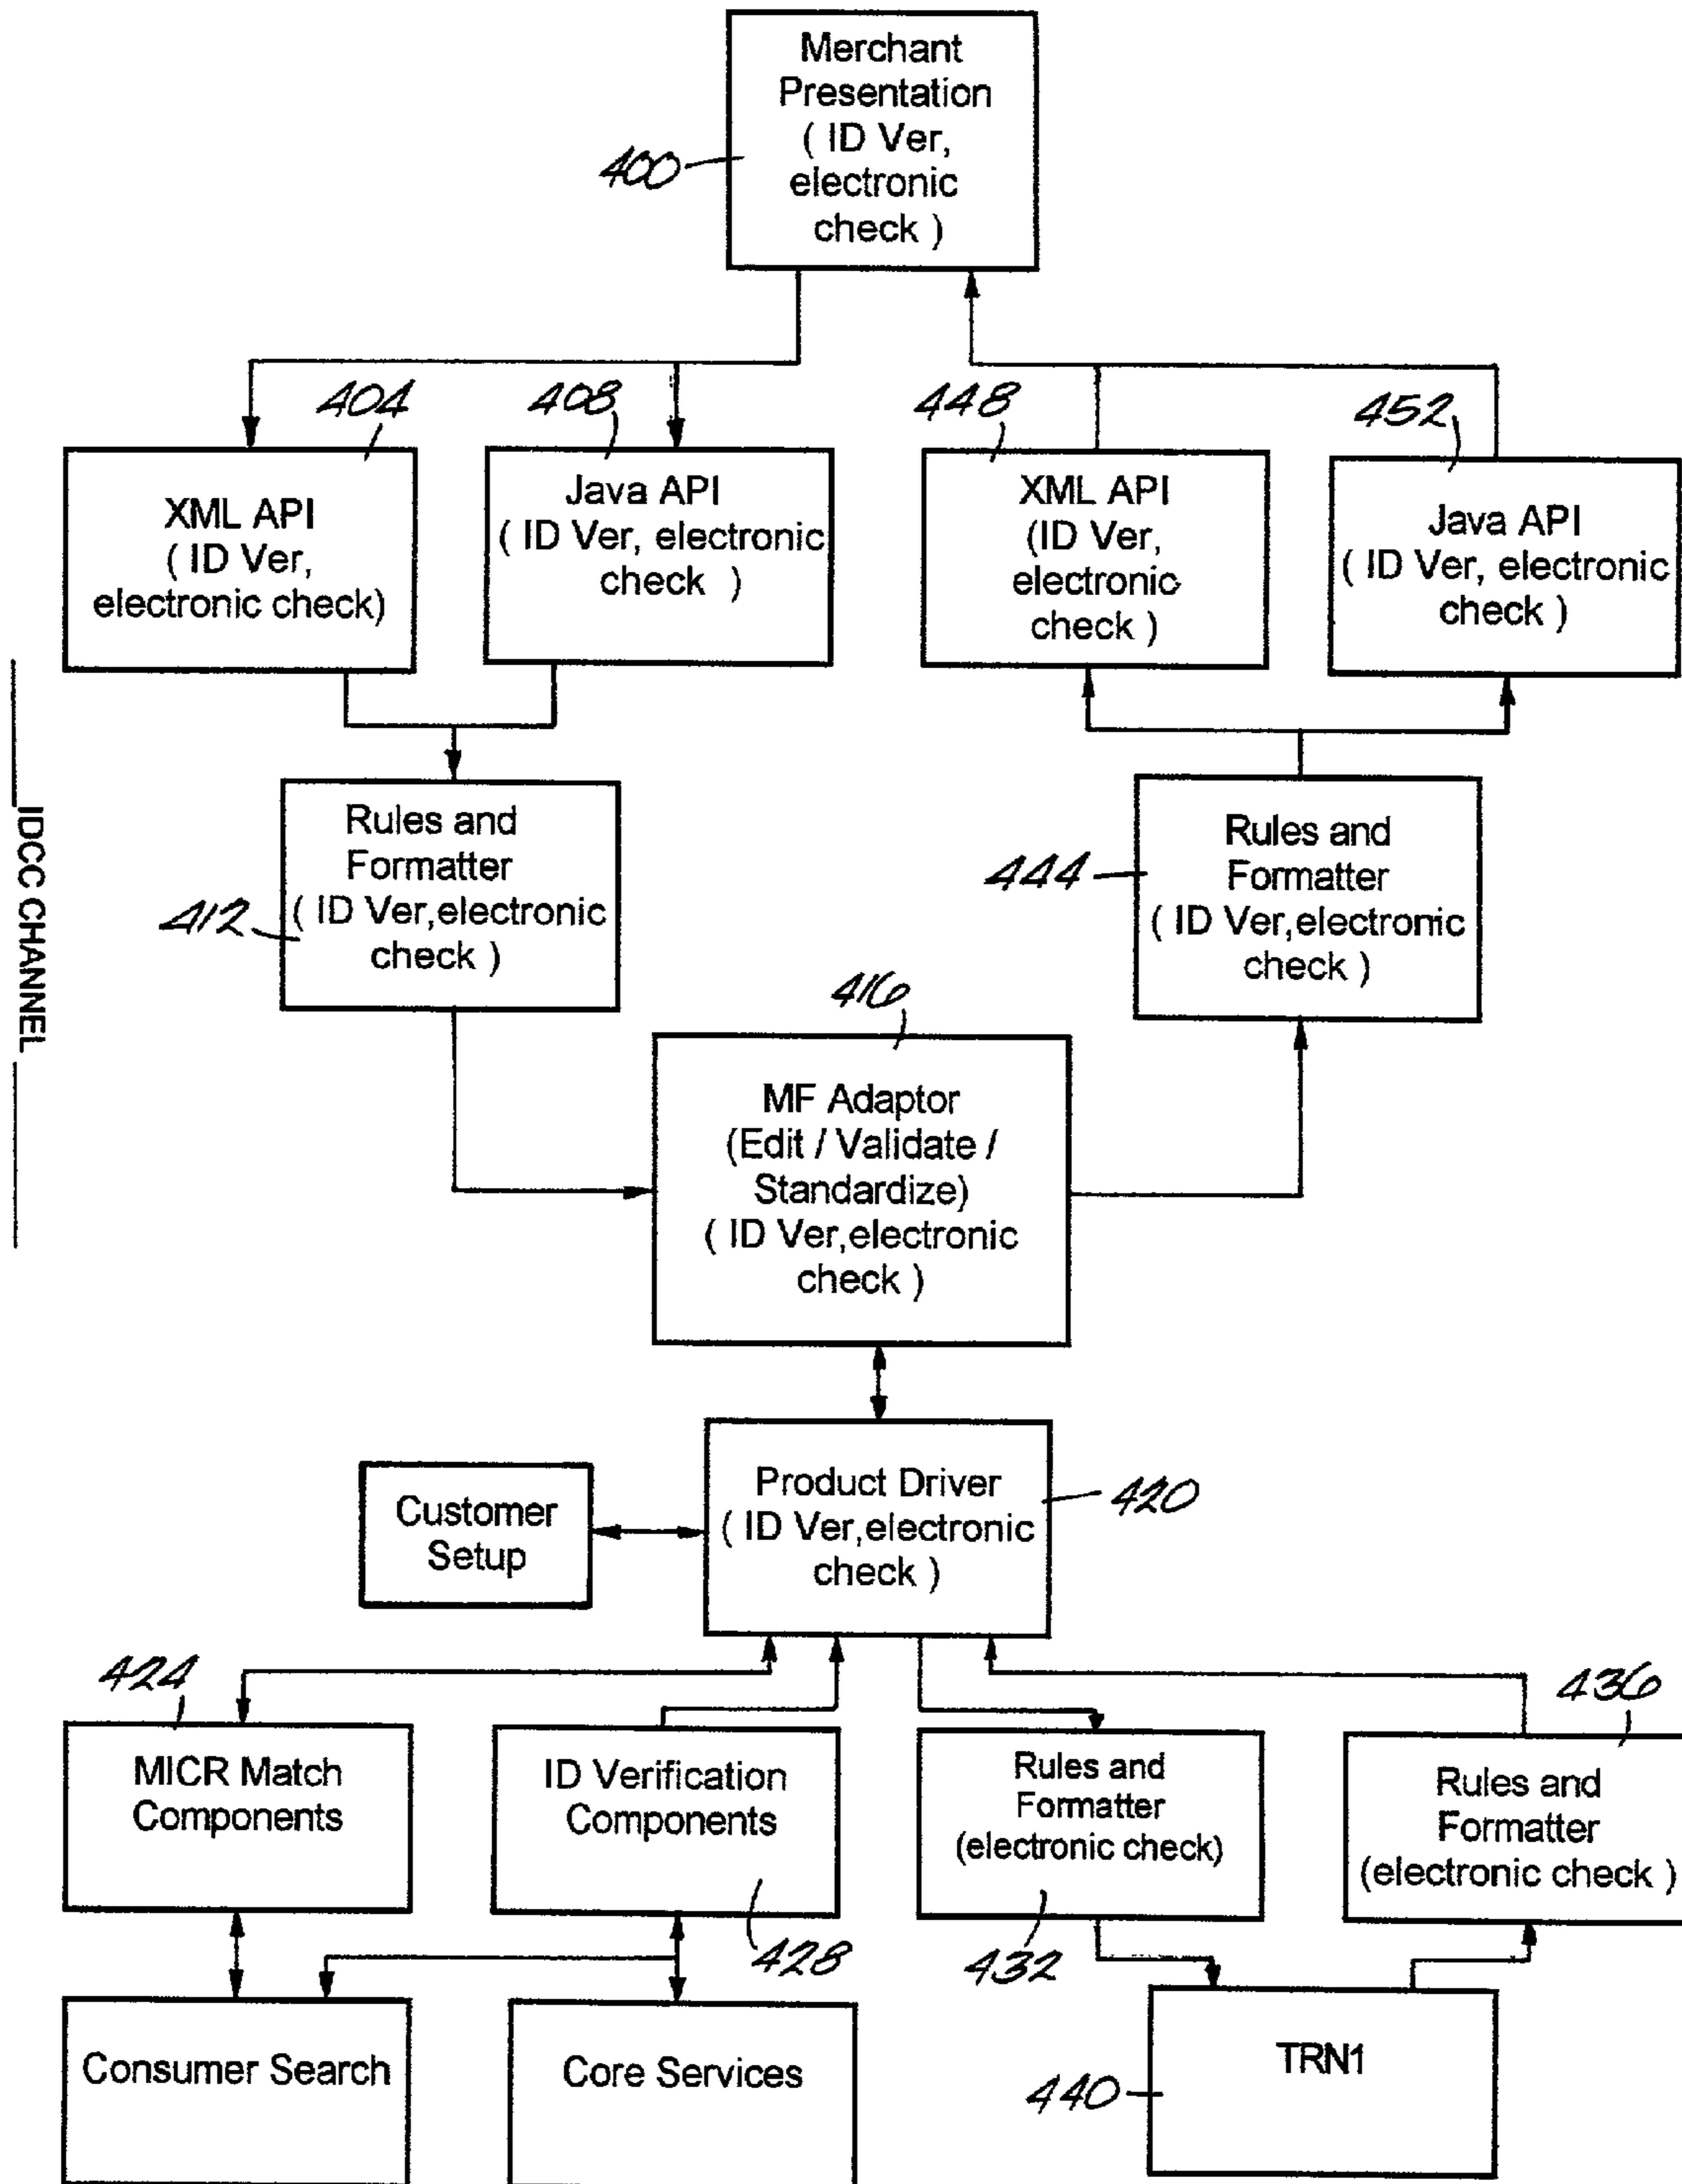 Merchant
Presentation
( ID Ver,
electronic
check )
400
404
408
448
452
XML API
( ID Ver,
electronic check)
Java API
( ID Ver, electronic
check )
XML API
(ID Ver,
electronic
check )
Java API
( ID Ver, electronic
check )
IDCC CHANNEL
Rules and
Formatter
( ID Ver,electronic
check )
412
444
Rules and
Formatter
( ID Ver,electronic
check )
416
MF Adaptor
(Edit / Validate /
Standardize)
( ID Ver,electronic
check )
Customer
Setup
Product Driver
( ID Ver,electronic
check )
420
424
436
MICR Match
Components
ID Verification
Components
428
Rules and
Formatter
(electronic check)
432
Rules and
Formatter
(electronic check )
Consumer Search
Core Services
TRN1
440